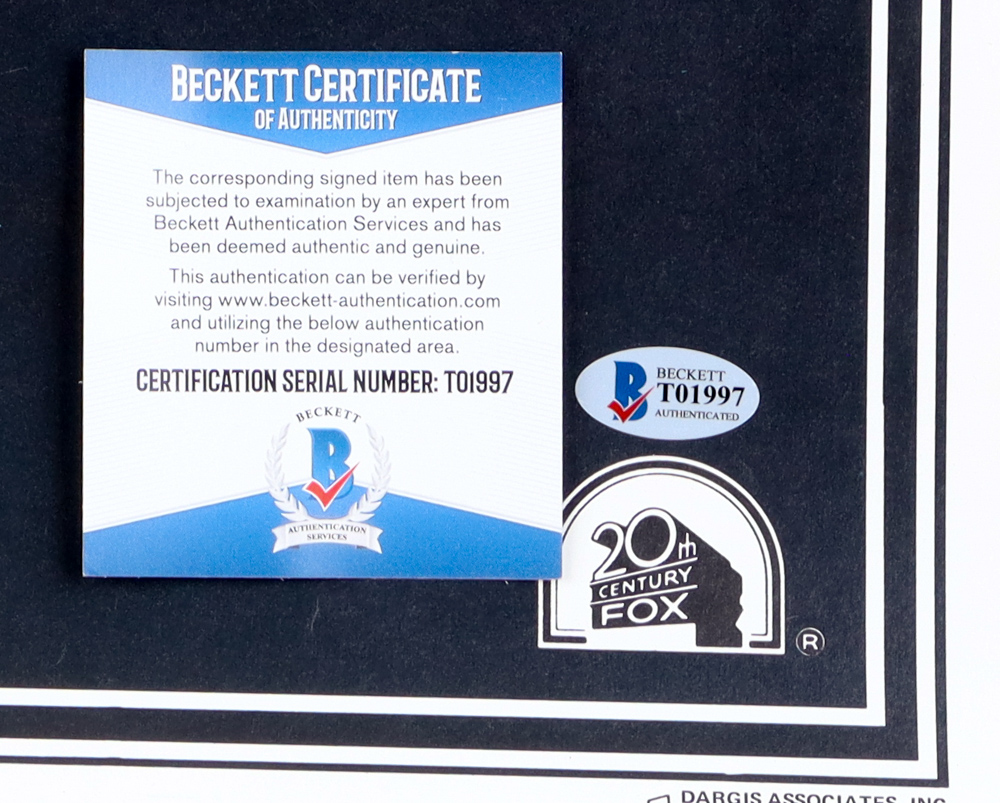 BECKETT CERTIFICATE
OF AUTHENTICITY
The corresponding signed item has been
subjected to examination by an expert from
Beckett Authentication Services and has
been deemed authentic and genuine.
This authentication can be verified by
visiting www.beckett-authentication.com
and utilizing the below authentication
number in the designated area.
CERTIFICATION SERIAL NUMBER: T01997
BECKETT
B
AUTHENTICATION
SERVICES
B
BECKETT
T01997
AUTHENTICATED
20th
CENTURY
FOX
®
DARGIS ASSOCIATES, INC